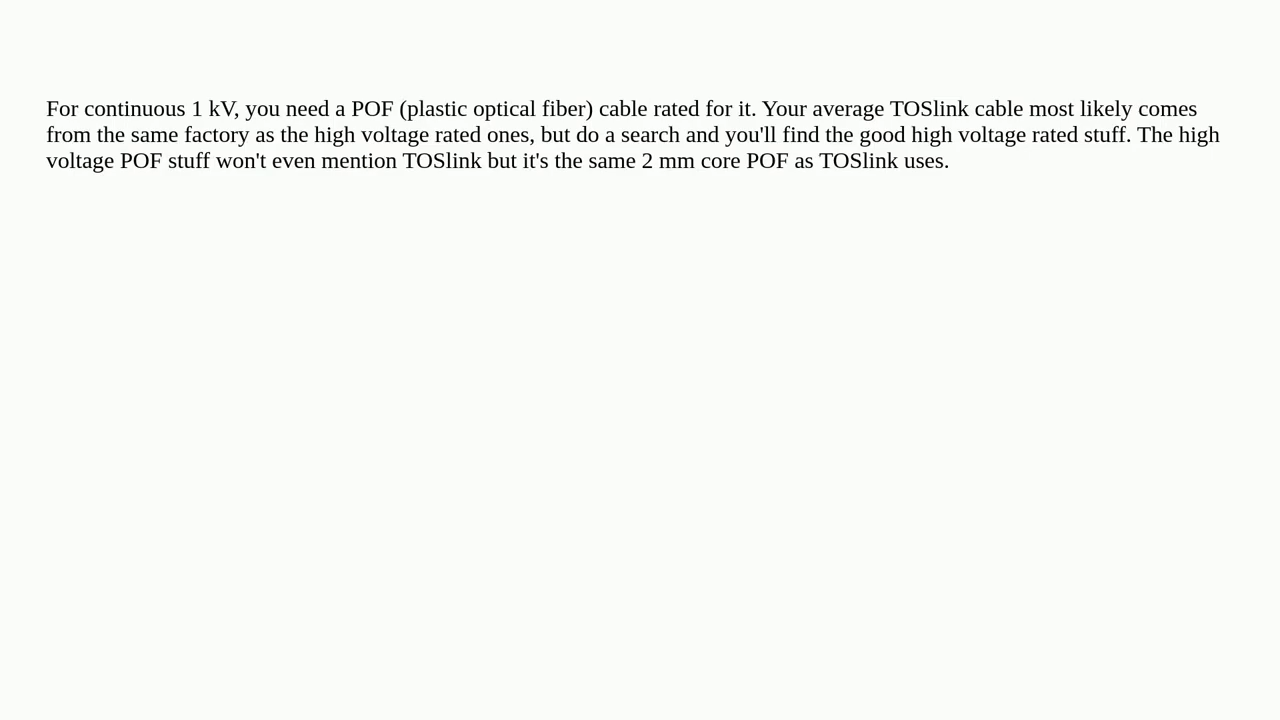 For continuous 1 kV, you need a POF (plastic optical fiber) cable rated for it. Your average TOSlink cable most likely comes
from the same factory as the high voltage rated ones, but do a search and you'll find the good high voltage rated stuff. The high
voltage POF stuff won't even mention TOSlink but it's the same 2 mm core POF as TOSlink uses.